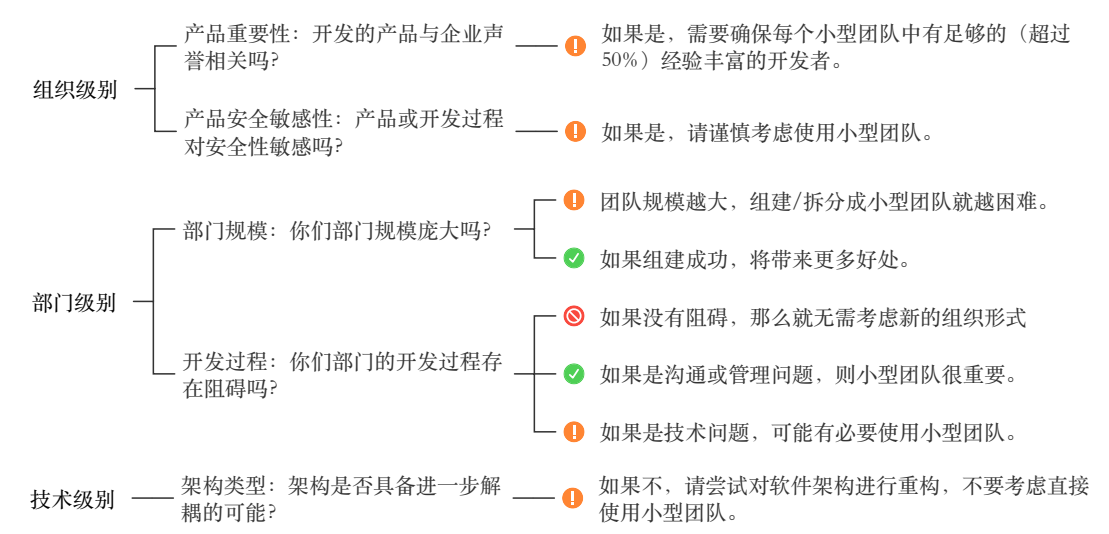 产品重要性：开发的产品与企业声
誉相关吗？
如果是，需要确保每个小型团队中有足够的（超过
50%）经验丰富的开发者。
组织级别
产品安全敏感性：产品或开发过程
对安全性敏感吗？
如果是，请谨慎考虑使用小型团队。
团队规模越大，组建/拆分成小型团队就越困难。
部门规模：你们部门规模庞大吗？
如果组建成功，将带来更多好处。
部门级别
如果没有阻碍，那么就无需考虑新的组织形式
开发过程：你们部门的开发过程存
在阻碍吗？
如果是沟通或管理问题，则小型团队很重要。
如果是技术问题，可能有必要使用小型团队。
技术级别
架构类型：架构是否具备进一步解
耦的可能？
如果不，请尝试对软件架构进行重构，不要考虑直接
使用小型团队。